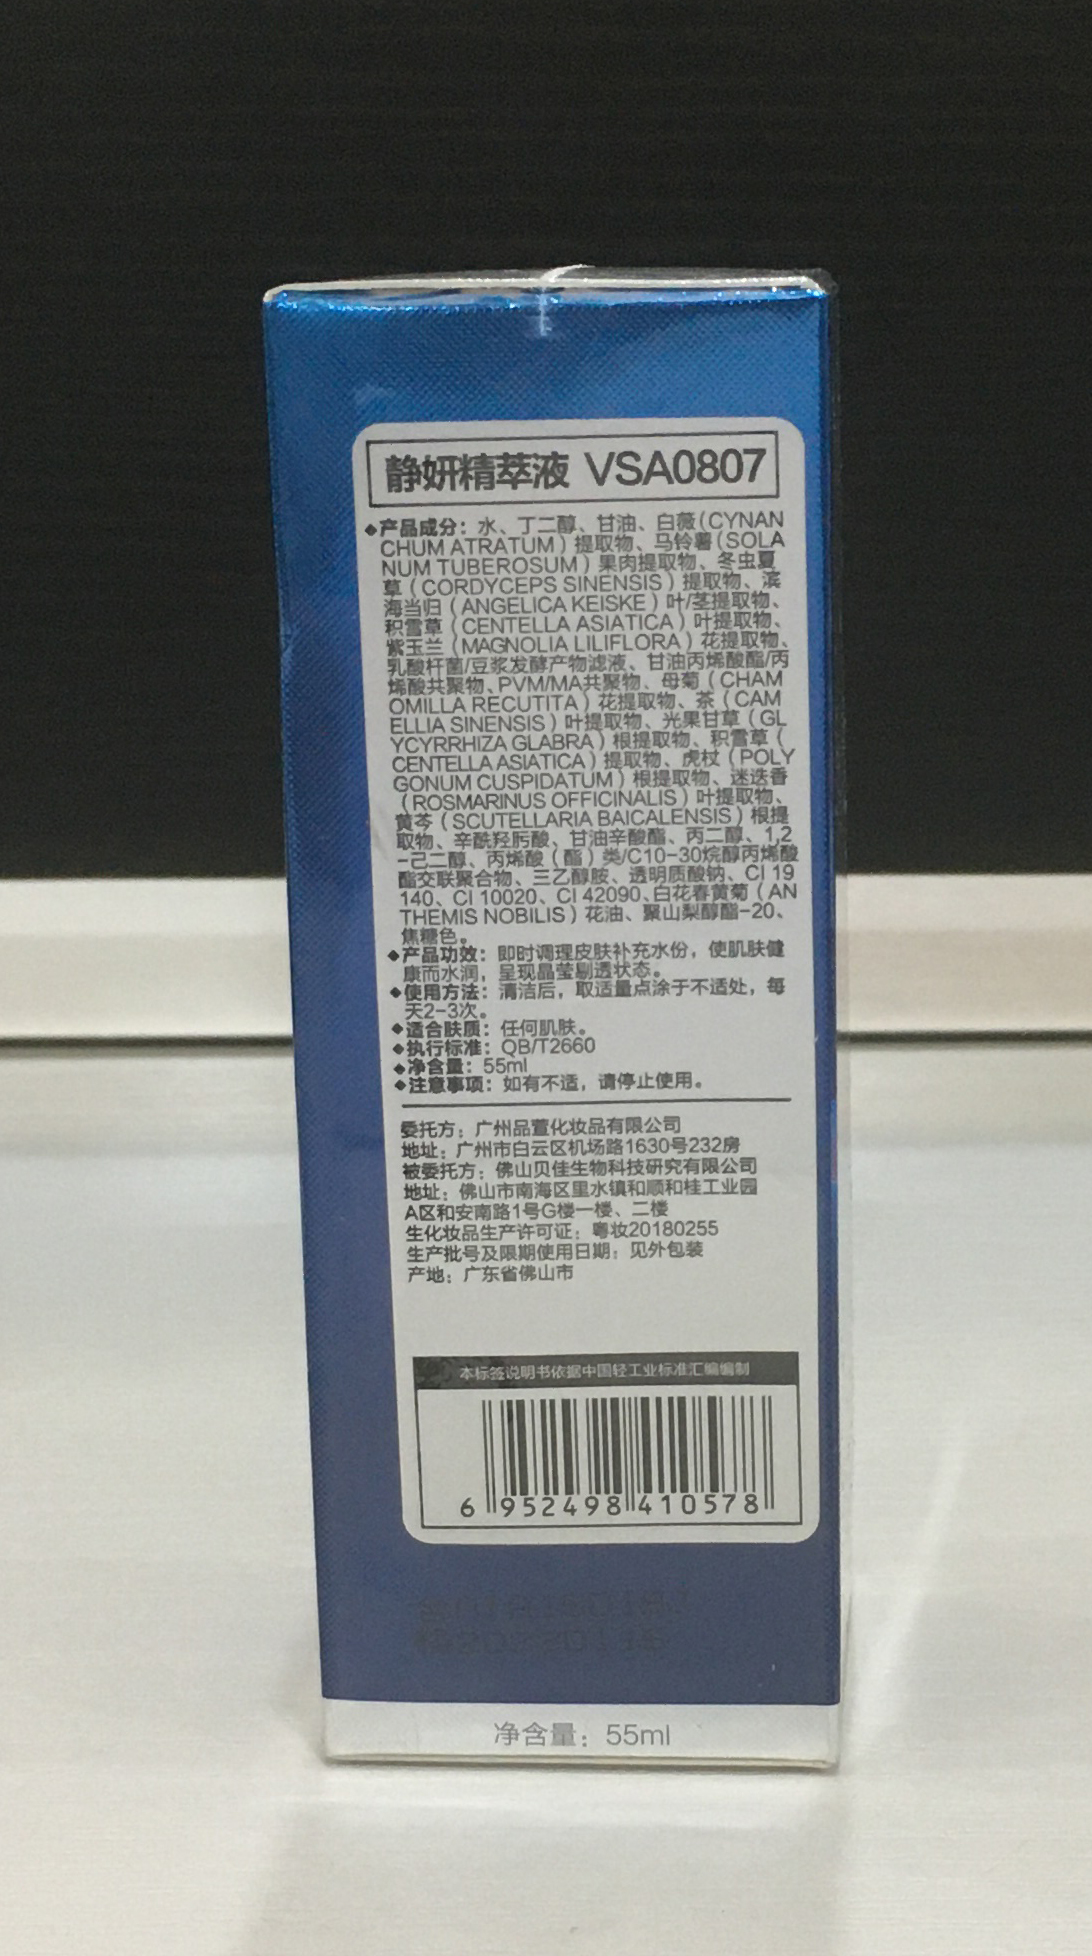 静妍精萃液 VSA0807
◆产品成分：水、丁二醇、甘油、白薇(CYNAN
CHUM ATRATUM）提取物、马铃薯(SOLA
NUM TUBEROSUM）果肉提取物、冬虫夏
草（CORDYCEPS SINENSIS）提取物、滨
海当归（ANGELICA KEISKE）叶/茎提取物、
积雪草（CENTELLA ASIATICA）叶提取物、
紫玉兰（MAGNOLIA LILIFLORA）花提取物、
乳酸杆菌/豆浆发酵产物滤液、甘油丙烯酸酯/丙
烯酸共聚物、PVM/MA共聚物、母菊（CHAM
OMILLA RECUTITA）花提取物、茶（CAM
ELLIA SINENSIS）叶提取物、光果甘草（GL
YCYRRHIZA GLABRA）根提取物、积雪草（
CENTELLA ASIATICA）提取物、虎杖（POLY
GONUM CUSPIDATUM）根提取物、迷迭香
（ROSMARINUS OFFICINALIS）叶提取物、
黄芩（SCUTELLARIA BAICALENSIS）根提
取物、辛酰羟肟酸、甘油辛酸酯、丙二醇、1,2
-己二醇、丙烯酸（酯）类/C10-30烷醇丙烯酸
酯交联聚合物、三乙醇胺、透明质酸钠、CI 19
140、CI 10020、CI 42090、白花春黄菊（AN
THEMIS NOBILIS）花油、聚山梨醇酯-20、
焦糖色。
◆产品功效：即时调理皮肤补充水份，使肌肤健
康而水润，呈现晶莹剔透状态。
◆使用方法：清洁后，取适量点涂于不适处，每
天2-3次。
◆适合肤质：任何肌肤。
◆执行标准：QB/T2660
◆净含量：55ml
◆注意事项：如有不适，请停止使用。
委托方：广州品萱化妆品有限公司
地址：广州市白云区机场路1630号232房
被委托方：佛山贝佳生物科技研究有限公司
地址：佛山市南海区里水镇和顺和桂工业园
A区和安南路1号G楼一楼、二楼
生化妆品生产许可证：粤妆20180255
生产批号及限期使用日期：见外包装
产地：广东省佛山市
本标签说明书依据中国轻工业标准汇编编制
6 952498 410578
净含量：55ml